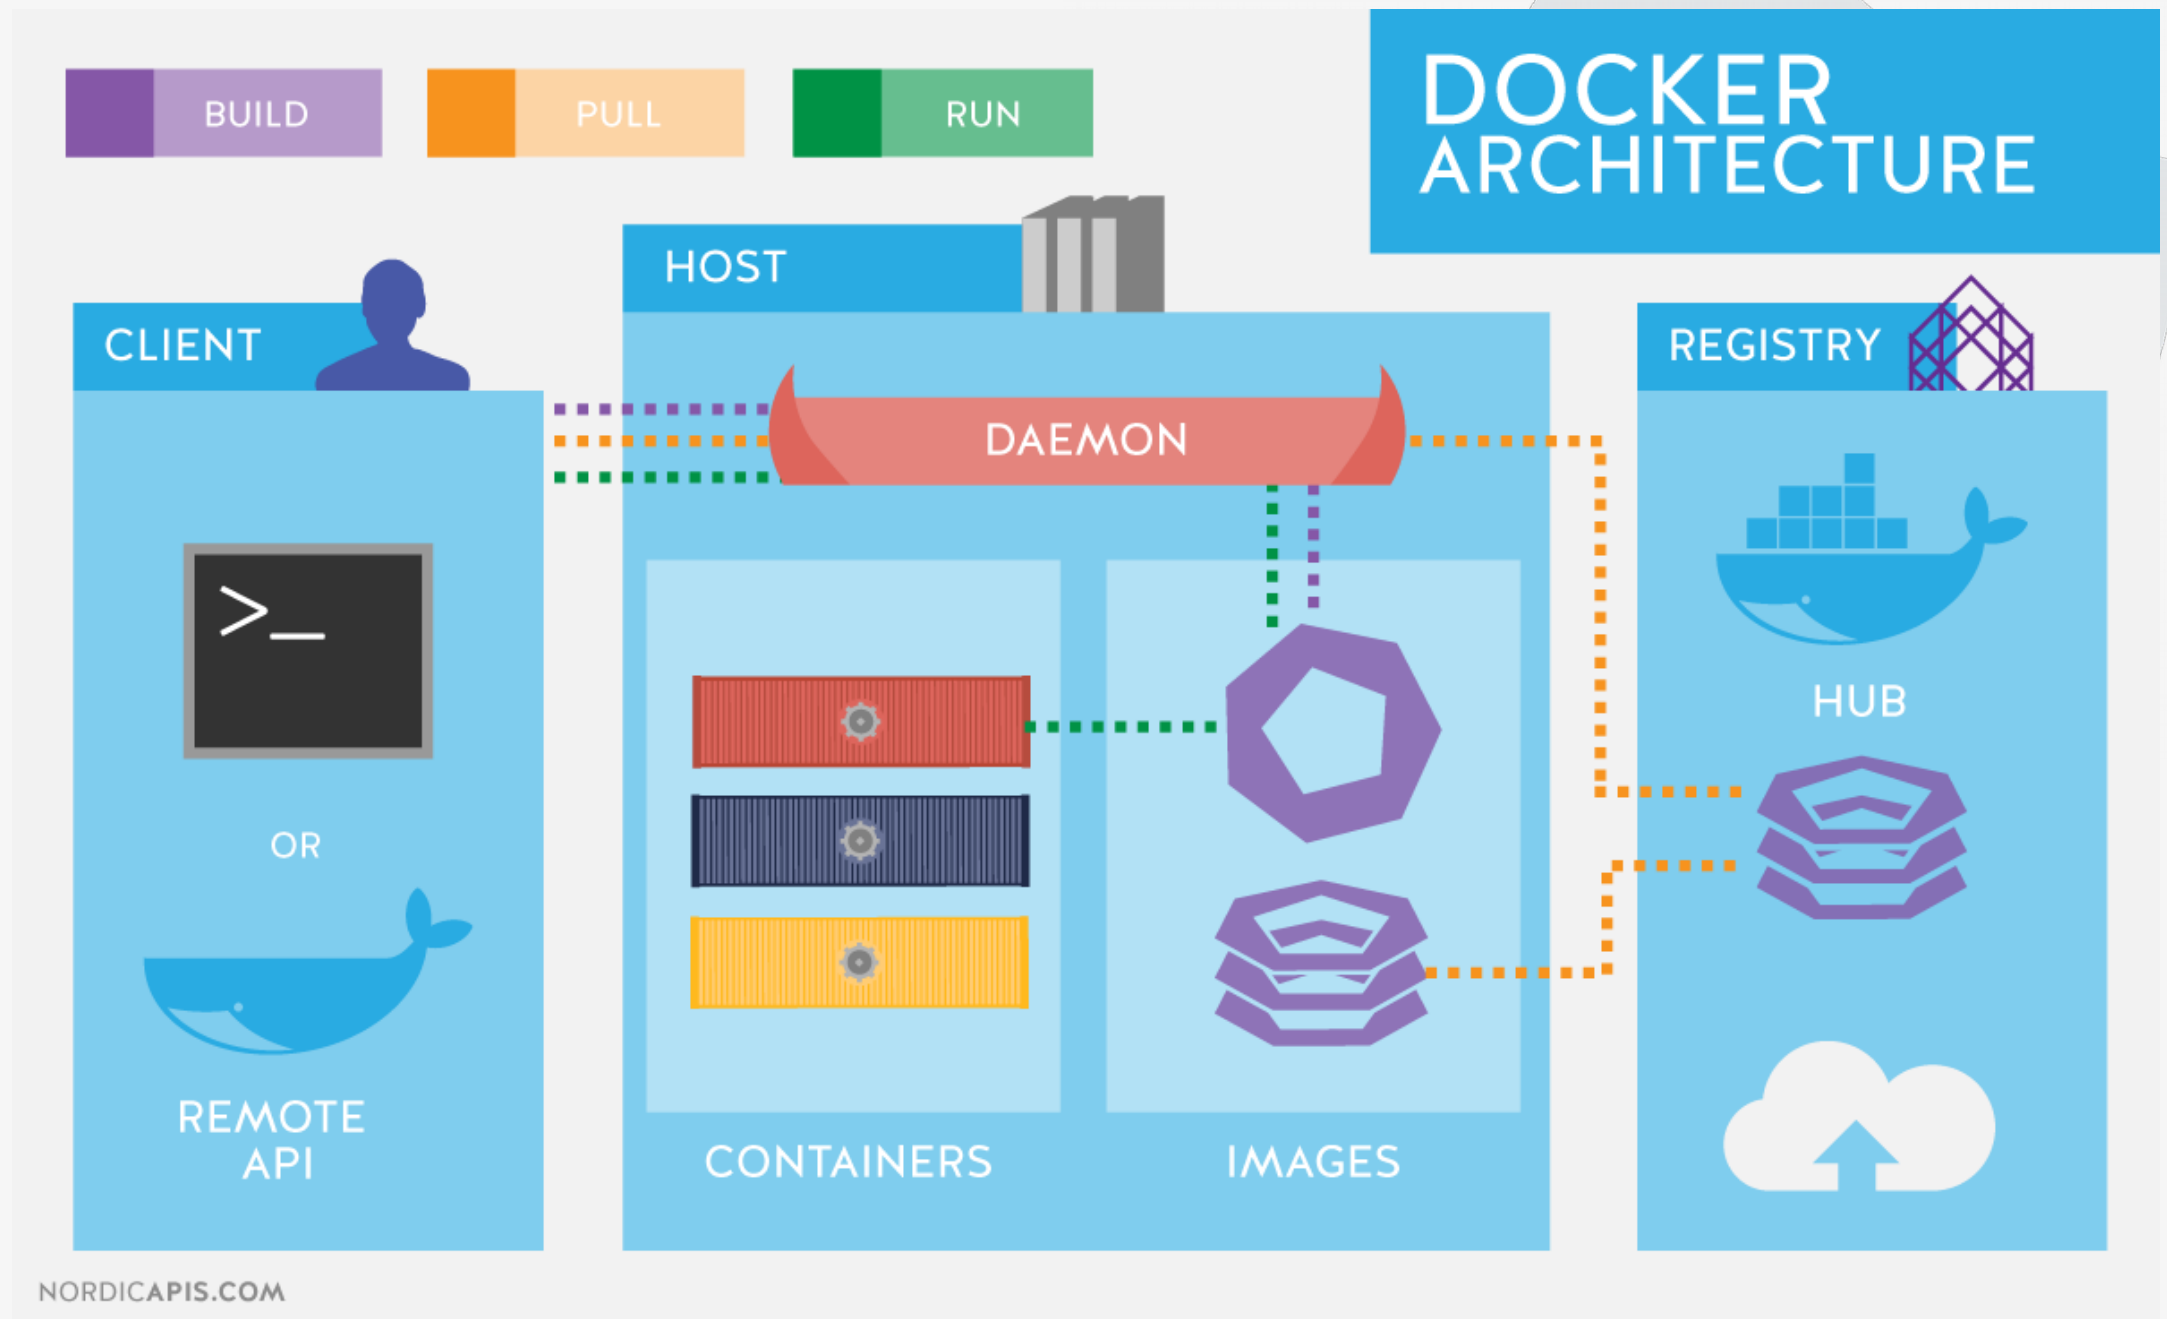 BUILD
PULL
RUN
DOCKER
ARCHITECTURE
CLIENT
HOST
REGISTRY
DAEMON
>_
OR
REMOTE
API
CONTAINERS
IMAGES
HUB
NORDICAPIS.COM